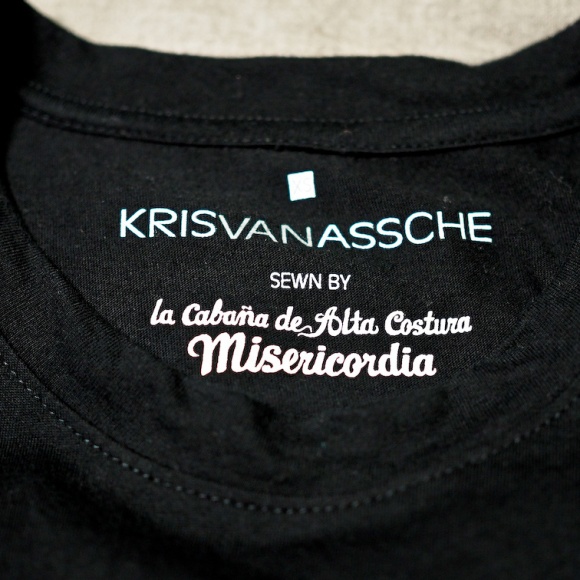 KRISVANASSCHE
SEWN BY
la Cabaña de Alta Costura
Misericordia